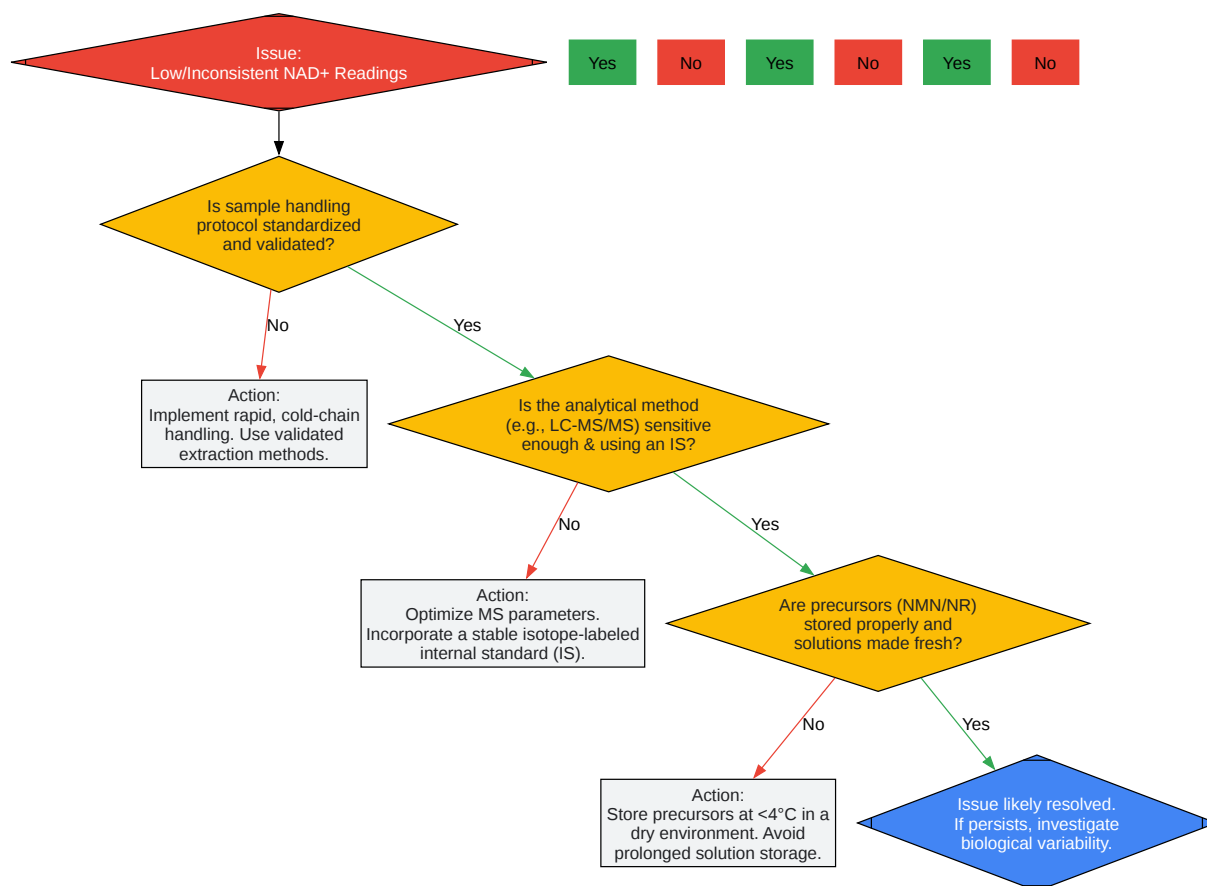 Issue:
Low/Inconsistent NAD+ Readings
Yes
No
Yes
No
Yes
No
Is sample handling
protocol standardized
and validated?
No
Yes
Action:
Implement rapid, cold-chain
handling. Use validated
extraction methods.
Is the analytical method
(e.g., LC-MS/MS) sensitive
enough & using an IS?
No
Yes
Action:
Optimize MS parameters.
Incorporate a stable isotope-labeled
internal standard (IS).
Are precursors (NMN/NR)
stored properly and
solutions made fresh?
No
Yes
Action:
Store precursors at <4°C in a
dry environment. Avoid
prolonged solution storage.
Issue likely resolved.
If persists, investigate
biological variability.